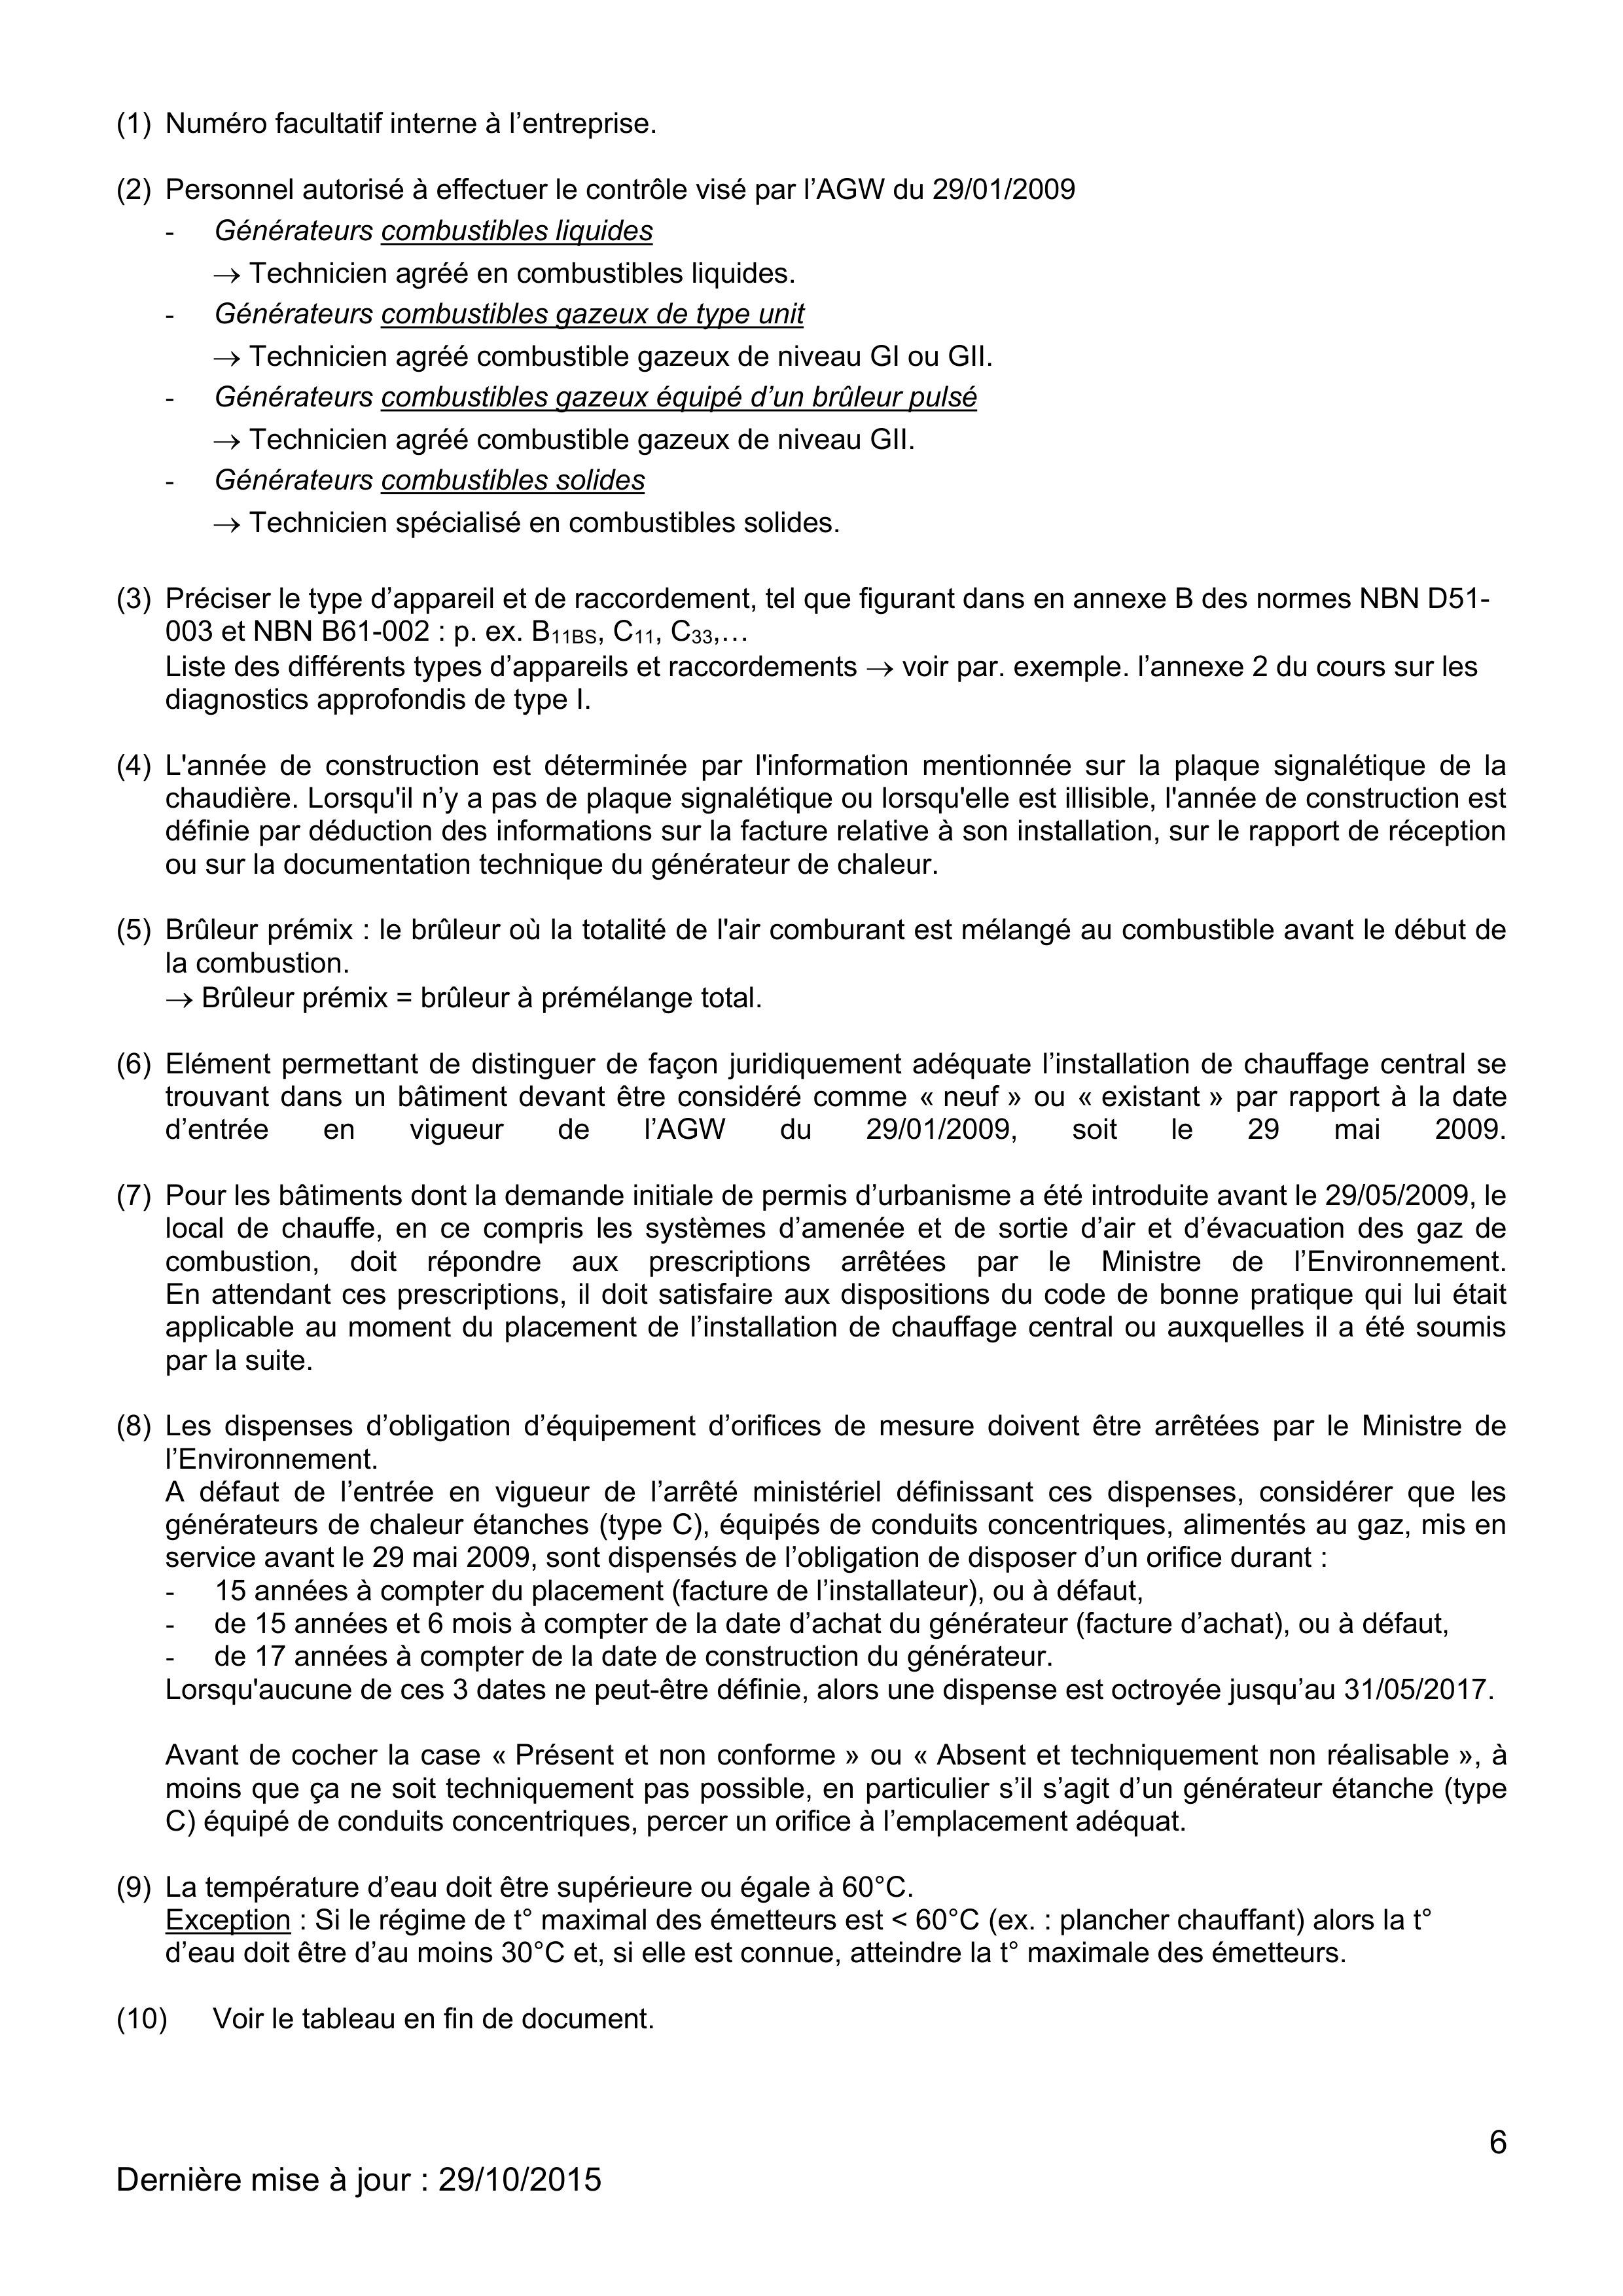 (1) Numéro facultatif interne à l’entreprise.
(2) Personnel autorisé à effectuer le contrôle visé par l’AGW du 29/01/2009
- Générateurs combustibles liquides
→ Technicien agréé en combustibles liquides.
- Générateurs combustibles gazeux de type unit
→ Technicien agréé combustible gazeux de niveau GI ou GII.
- Générateurs combustibles gazeux équipé d’un brûleur pulsé
→ Technicien agréé combustible gazeux de niveau GII.
- Générateurs combustibles solides
→ Technicien spécialisé en combustibles solides.
(3) Préciser le type d’appareil et de raccordement, tel que figurant dans en annexe B des normes NBN D51-
003 et NBN B61-002 : p. ex. B11BS, C11, C33,…
Liste des différents types d’appareils et raccordements → voir par. exemple. l’annexe 2 du cours sur les
diagnostics approfondis de type I.
(4) L'année de construction est déterminée par l'information mentionnée sur la plaque signalétique de la
chaudière. Lorsqu'il n’y a pas de plaque signalétique ou lorsqu'elle est illisible, l'année de construction est
définie par déduction des informations sur la facture relative à son installation, sur le rapport de réception
ou sur la documentation technique du générateur de chaleur.
(5) Brûleur prémix : le brûleur où la totalité de l'air comburant est mélangé au combustible avant le début de
la combustion.
→ Brûleur prémix = brûleur à prémélange total.
(6) Elément permettant de distinguer de façon juridiquement adéquate l’installation de chauffage central se
trouvant dans un bâtiment devant être considéré comme « neuf » ou « existant » par rapport à la date
d’entrée en vigueur de l’AGW du 29/01/2009, soit le 29 mai 2009.
(7) Pour les bâtiments dont la demande initiale de permis d’urbanisme a été introduite avant le 29/05/2009, le
local de chauffe, en ce compris les systèmes d’amenée et de sortie d’air et d’évacuation des gaz de
combustion, doit répondre aux prescriptions arrêtées par le Ministre de l’Environnement.
En attendant ces prescriptions, il doit satisfaire aux dispositions du code de bonne pratique qui lui était
applicable au moment du placement de l’installation de chauffage central ou auxquelles il a été soumis
par la suite.
(8) Les dispenses d’obligation d’équipement d’orifices de mesure doivent être arrêtées par le Ministre de
l’Environnement.
A défaut de l’entrée en vigueur de l’arrêté ministériel définissant ces dispenses, considérer que les
générateurs de chaleur étanches (type C), équipés de conduits concentriques, alimentés au gaz, mis en
service avant le 29 mai 2009, sont dispensés de l’obligation de disposer d’un orifice durant :
- 15 années à compter du placement (facture de l’installateur), ou à défaut,
- de 15 années et 6 mois à compter de la date d’achat du générateur (facture d’achat), ou à défaut,
- de 17 années à compter de la date de construction du générateur.
Lorsqu'aucune de ces 3 dates ne peut-être définie, alors une dispense est octroyée jusqu’au 31/05/2017.
Avant de cocher la case « Présent et non conforme » ou « Absent et techniquement non réalisable », à
moins que ça ne soit techniquement pas possible, en particulier s’il s’agit d’un générateur étanche (type
C) équipé de conduits concentriques, percer un orifice à l’emplacement adéquat.
(9) La température d’eau doit être supérieure ou égale à 60°C.
Exception : Si le régime de t° maximal des émetteurs est < 60°C (ex. : plancher chauffant) alors la t°
d’eau doit être d’au moins 30°C et, si elle est connue, atteindre la t° maximale des émetteurs.
(10) Voir le tableau en fin de document.
6
Dernière mise à jour : 29/10/2015